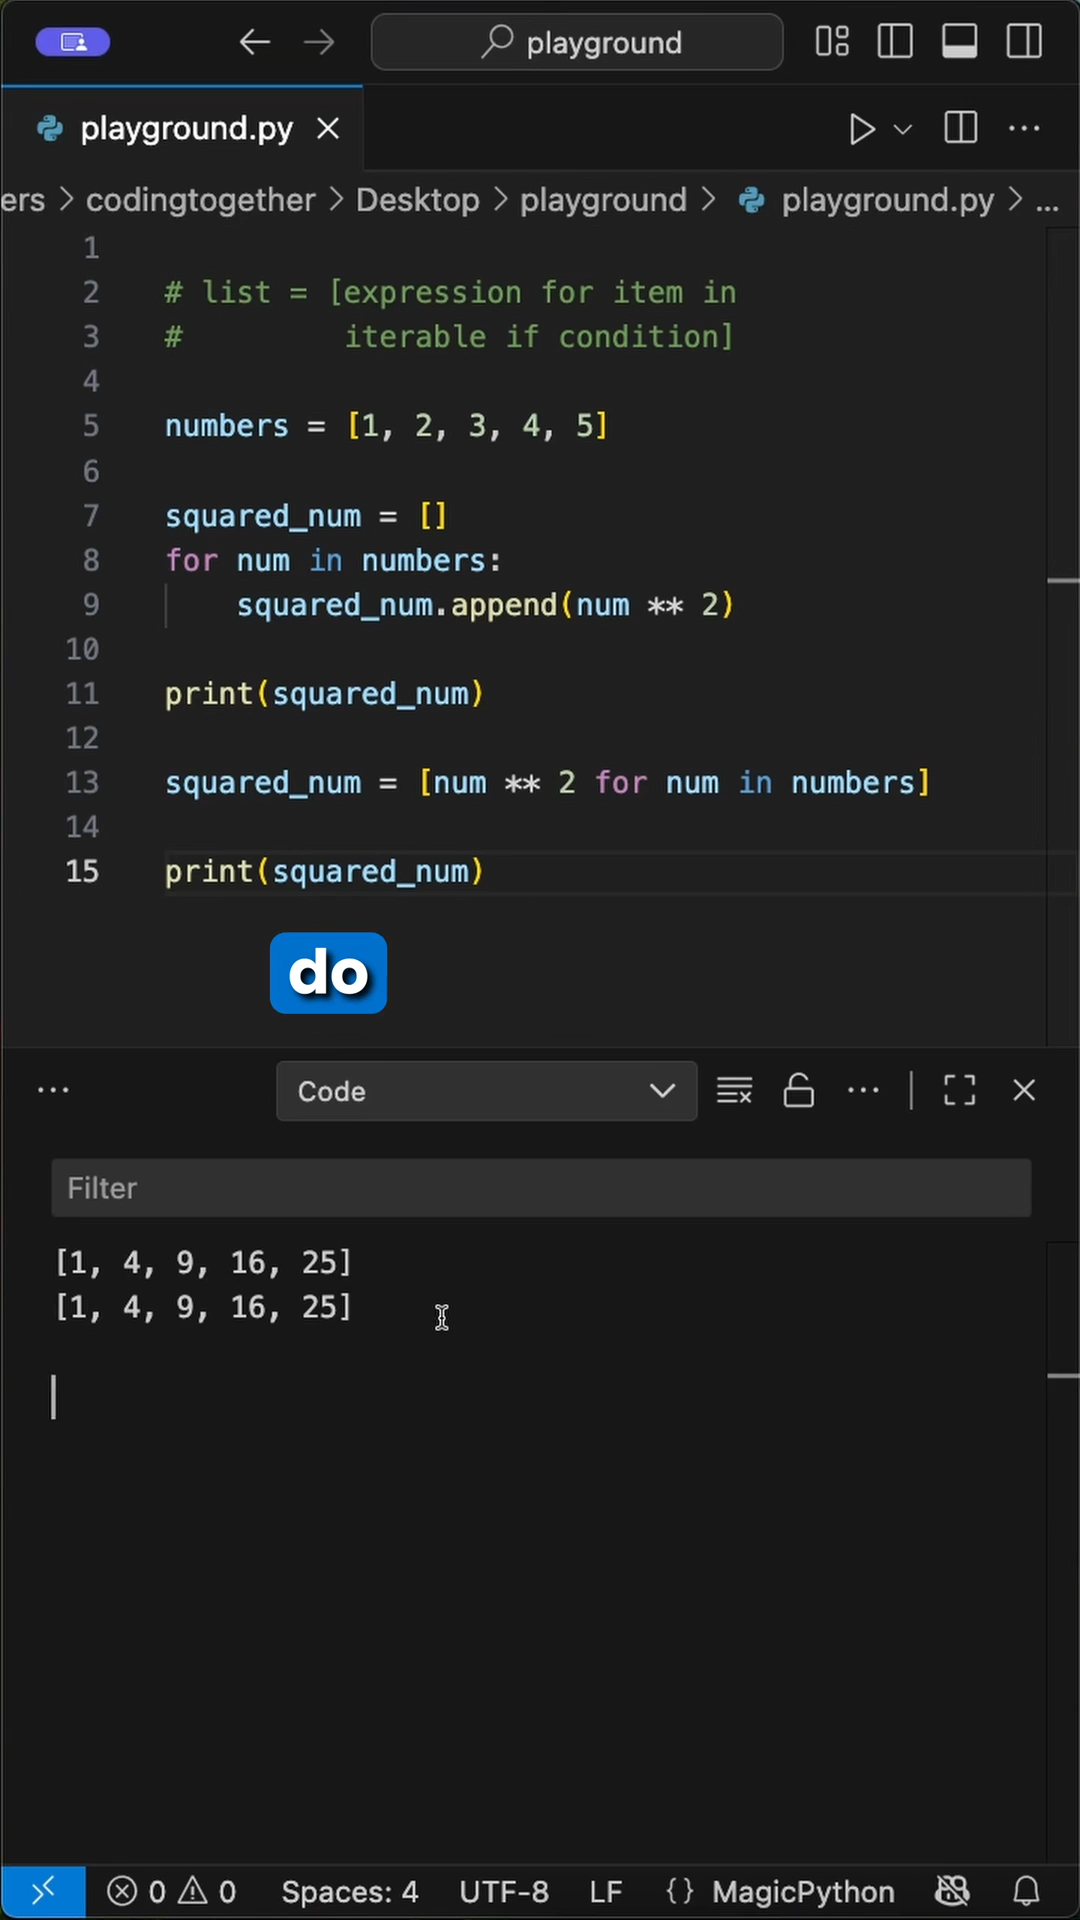 playground
playground.py
ers > codingtogether > Desktop > playground > playground.py > ...
1
2 # list = [expression for item in
3 #         iterable if condition]
4
5 numbers = [1, 2, 3, 4, 5]
6
7 squared_num = []
8 for num in numbers:
9     squared_num.append(num ** 2)
10
11 print(squared_num)
12
13 squared_num = [num ** 2 for num in numbers]
14
15 print(squared_num)
do
Code
Filter
[1, 4, 9, 16, 25]
[1, 4, 9, 16, 25]
0 0 Spaces: 4 UTF-8 LF {} MagicPython